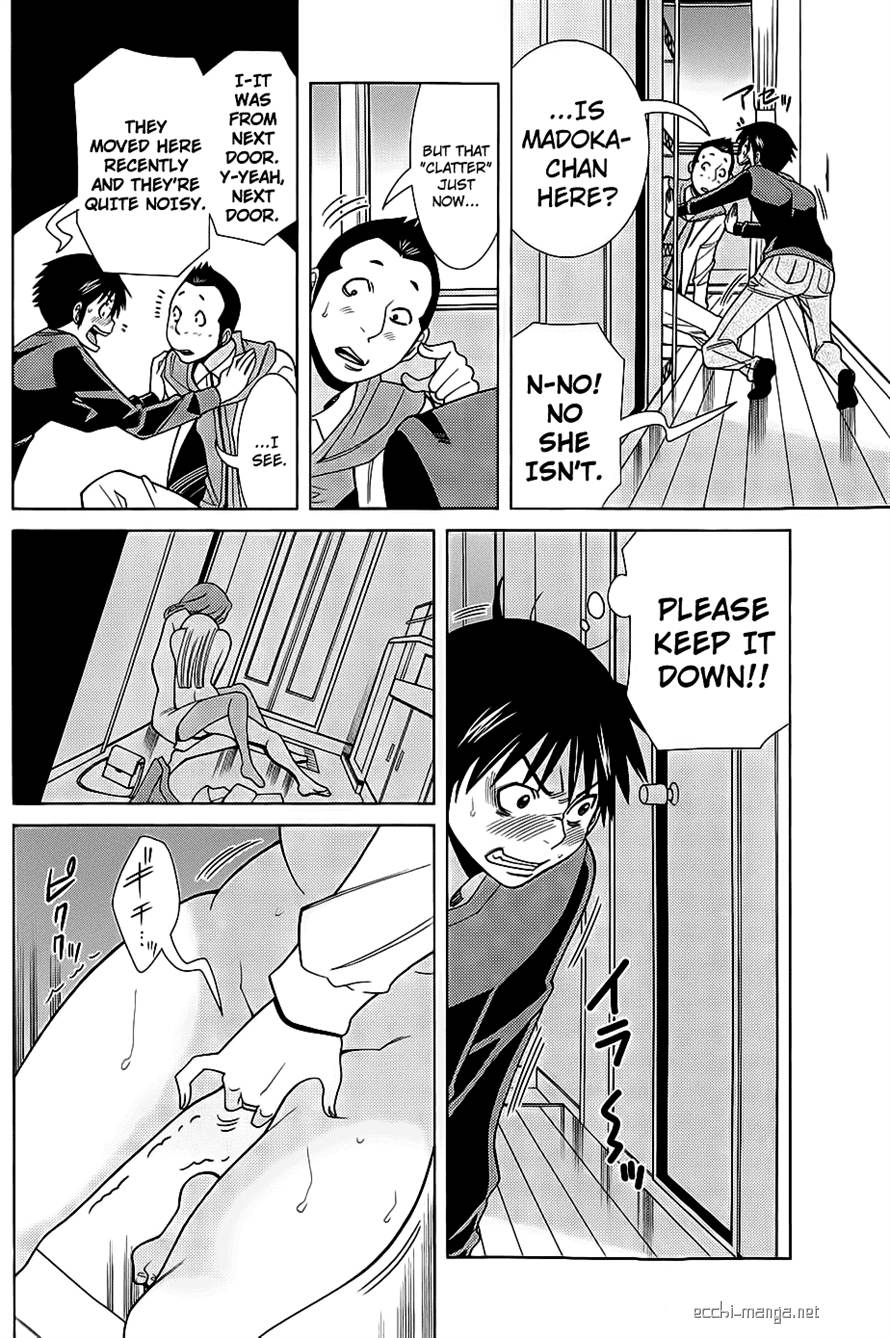 ...IS
MADOKA-
CHAN
HERE?
アセッ
N-NO!
NO
SHE
ISN'T.
BUT THAT
"CLATTER"
JUST
NOW...
I-IT
WAS
FROM
NEXT
DOOR.
Y-YEAH,
NEXT
DOOR.
THEY
MOVED HERE
RECENTLY
AND THEY'RE
QUITE NOISY.
...I
SEE.
PLEASE
KEEP IT
DOWN!!
イラッ
ギチ…
ピクッ
ecchi-manga.net